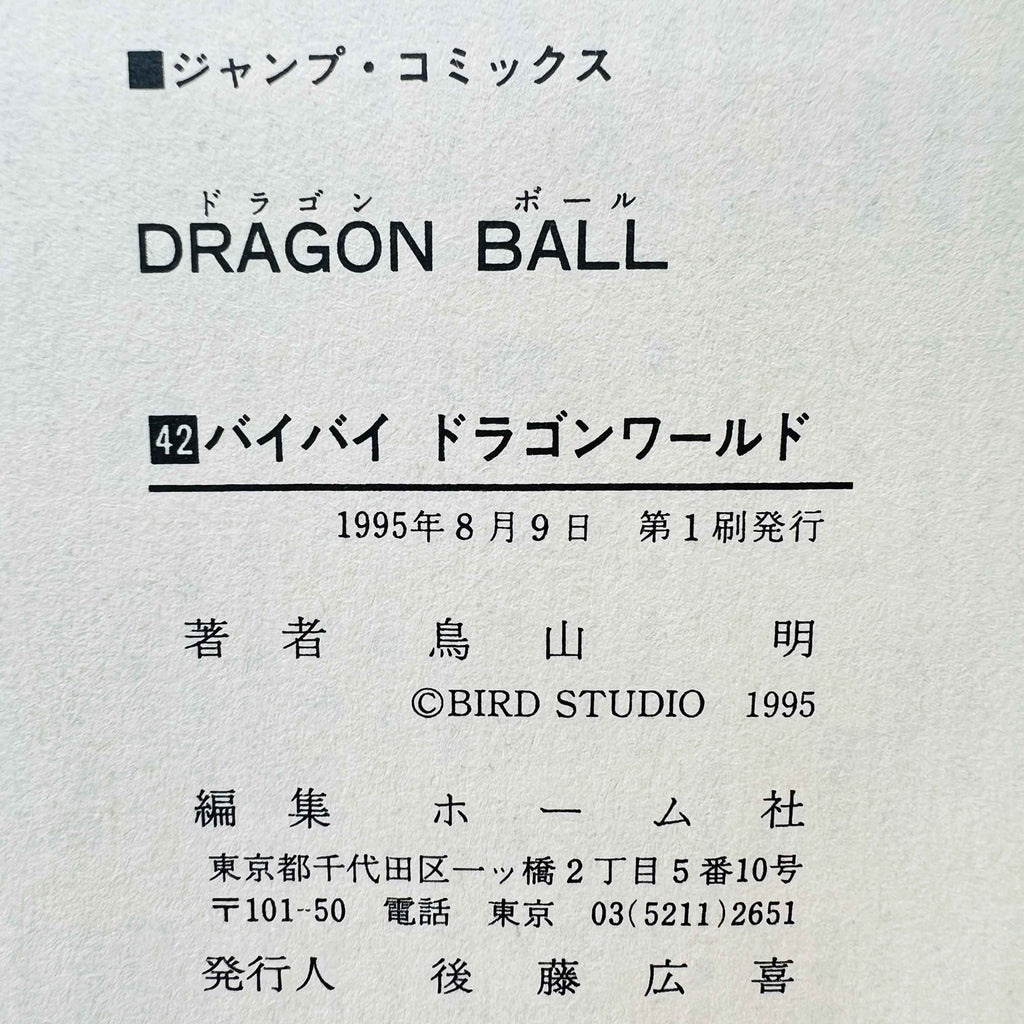 ■ジャンプ・コミックス
ドラゴン ボール
DRAGON BALL
42 バイバイ ドラゴンワールド
1995年8月9日 第1刷発行
著者 鳥山 明
©BIRD STUDIO 1995
編集 ホーム社
東京都千代田区一ッ橋2丁目5番10号
〒101-50 電話 東京 03(5211)2651
発行人 後藤広喜